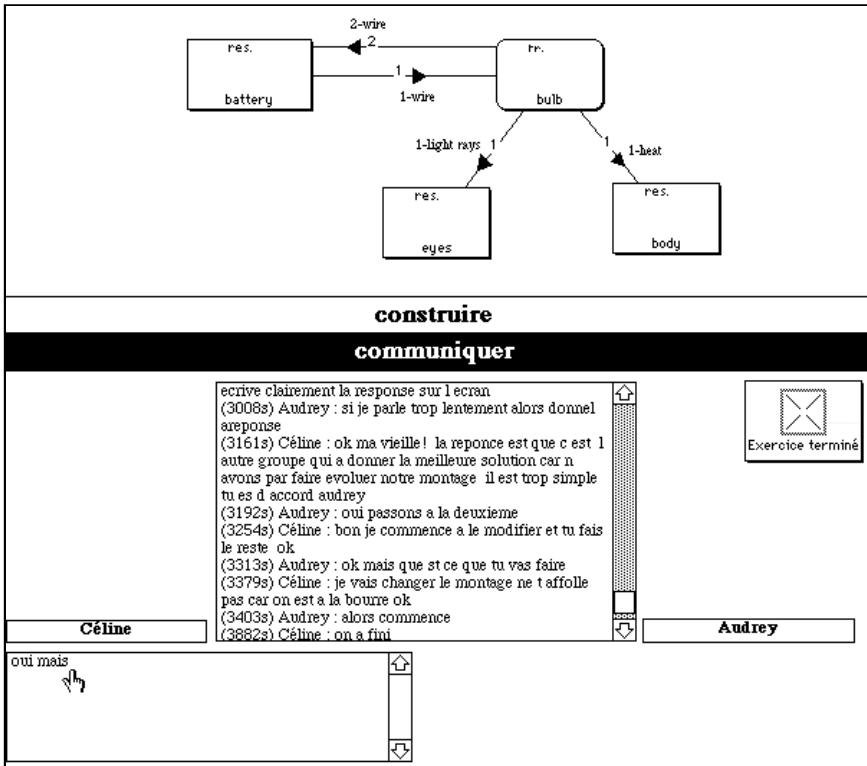 2-wire
res.
2
rr.
1
battery
1-wire
bulb
1-light rays 1
1
1-heat
res.
res.
eyes
body
construire
communiquer
ecrive clairement la response sur l ecran
(3008s) Audrey : si je parle trop lentement alors donnel
areponse
(3161s) Céline : ok ma vieille! la reponce est que c est l
autre groupe qui a donner la meilleure solution car n
avons par faire evoluer notre montage il est trop simple
tu es d accord audrey
(3192s) Audrey : oui passons a la deuxieme
(3254s) Céline : bon je commence a le modifier et tu fais
le reste ok
(3313s) Audrey : ok mais que st ce que tu vas faire
(3379s) Céline : je vais changer le montage ne t affolle
pas car on est a la bourre ok
(3403s) Audrey : alors commence
(3882s) Céline : on a fini
Exercice terminé
Céline
Audrey
oui mais